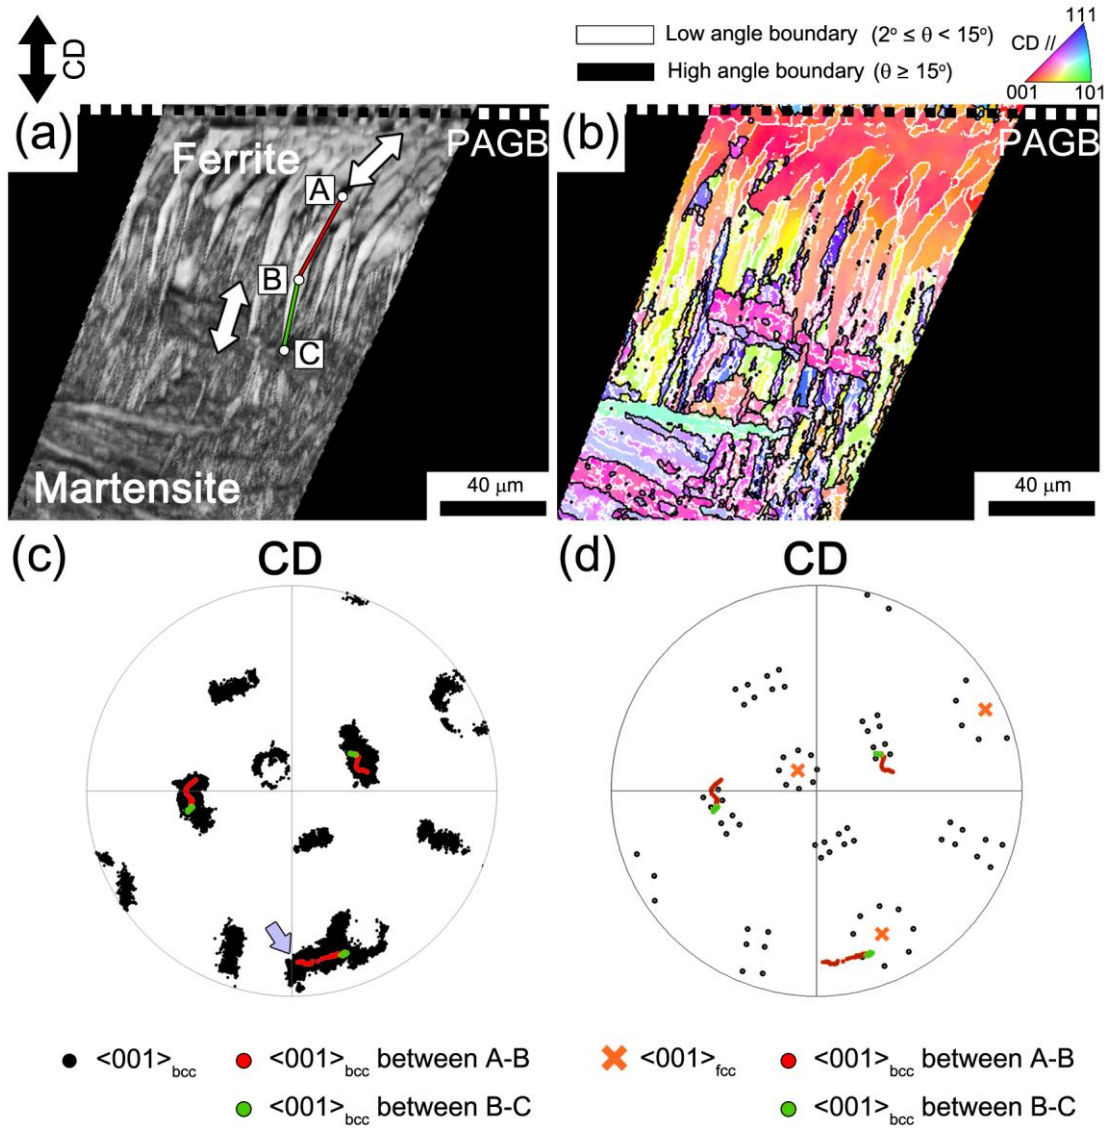 CD
Low angle boundary (2° ≤ θ < 15°)
High angle boundary (θ ≥ 15°)
CD //
111
001
101
(a)
Ferrite
PAGB
A
B
C
Martensite
40 μm
(b)
PAGB
40 μm
(c)
CD
(d)
CD
<001>bcc
<001>bcc between A-B
<001>bcc between B-C
<001>fcc
<001>bcc between A-B
<001>bcc between B-C